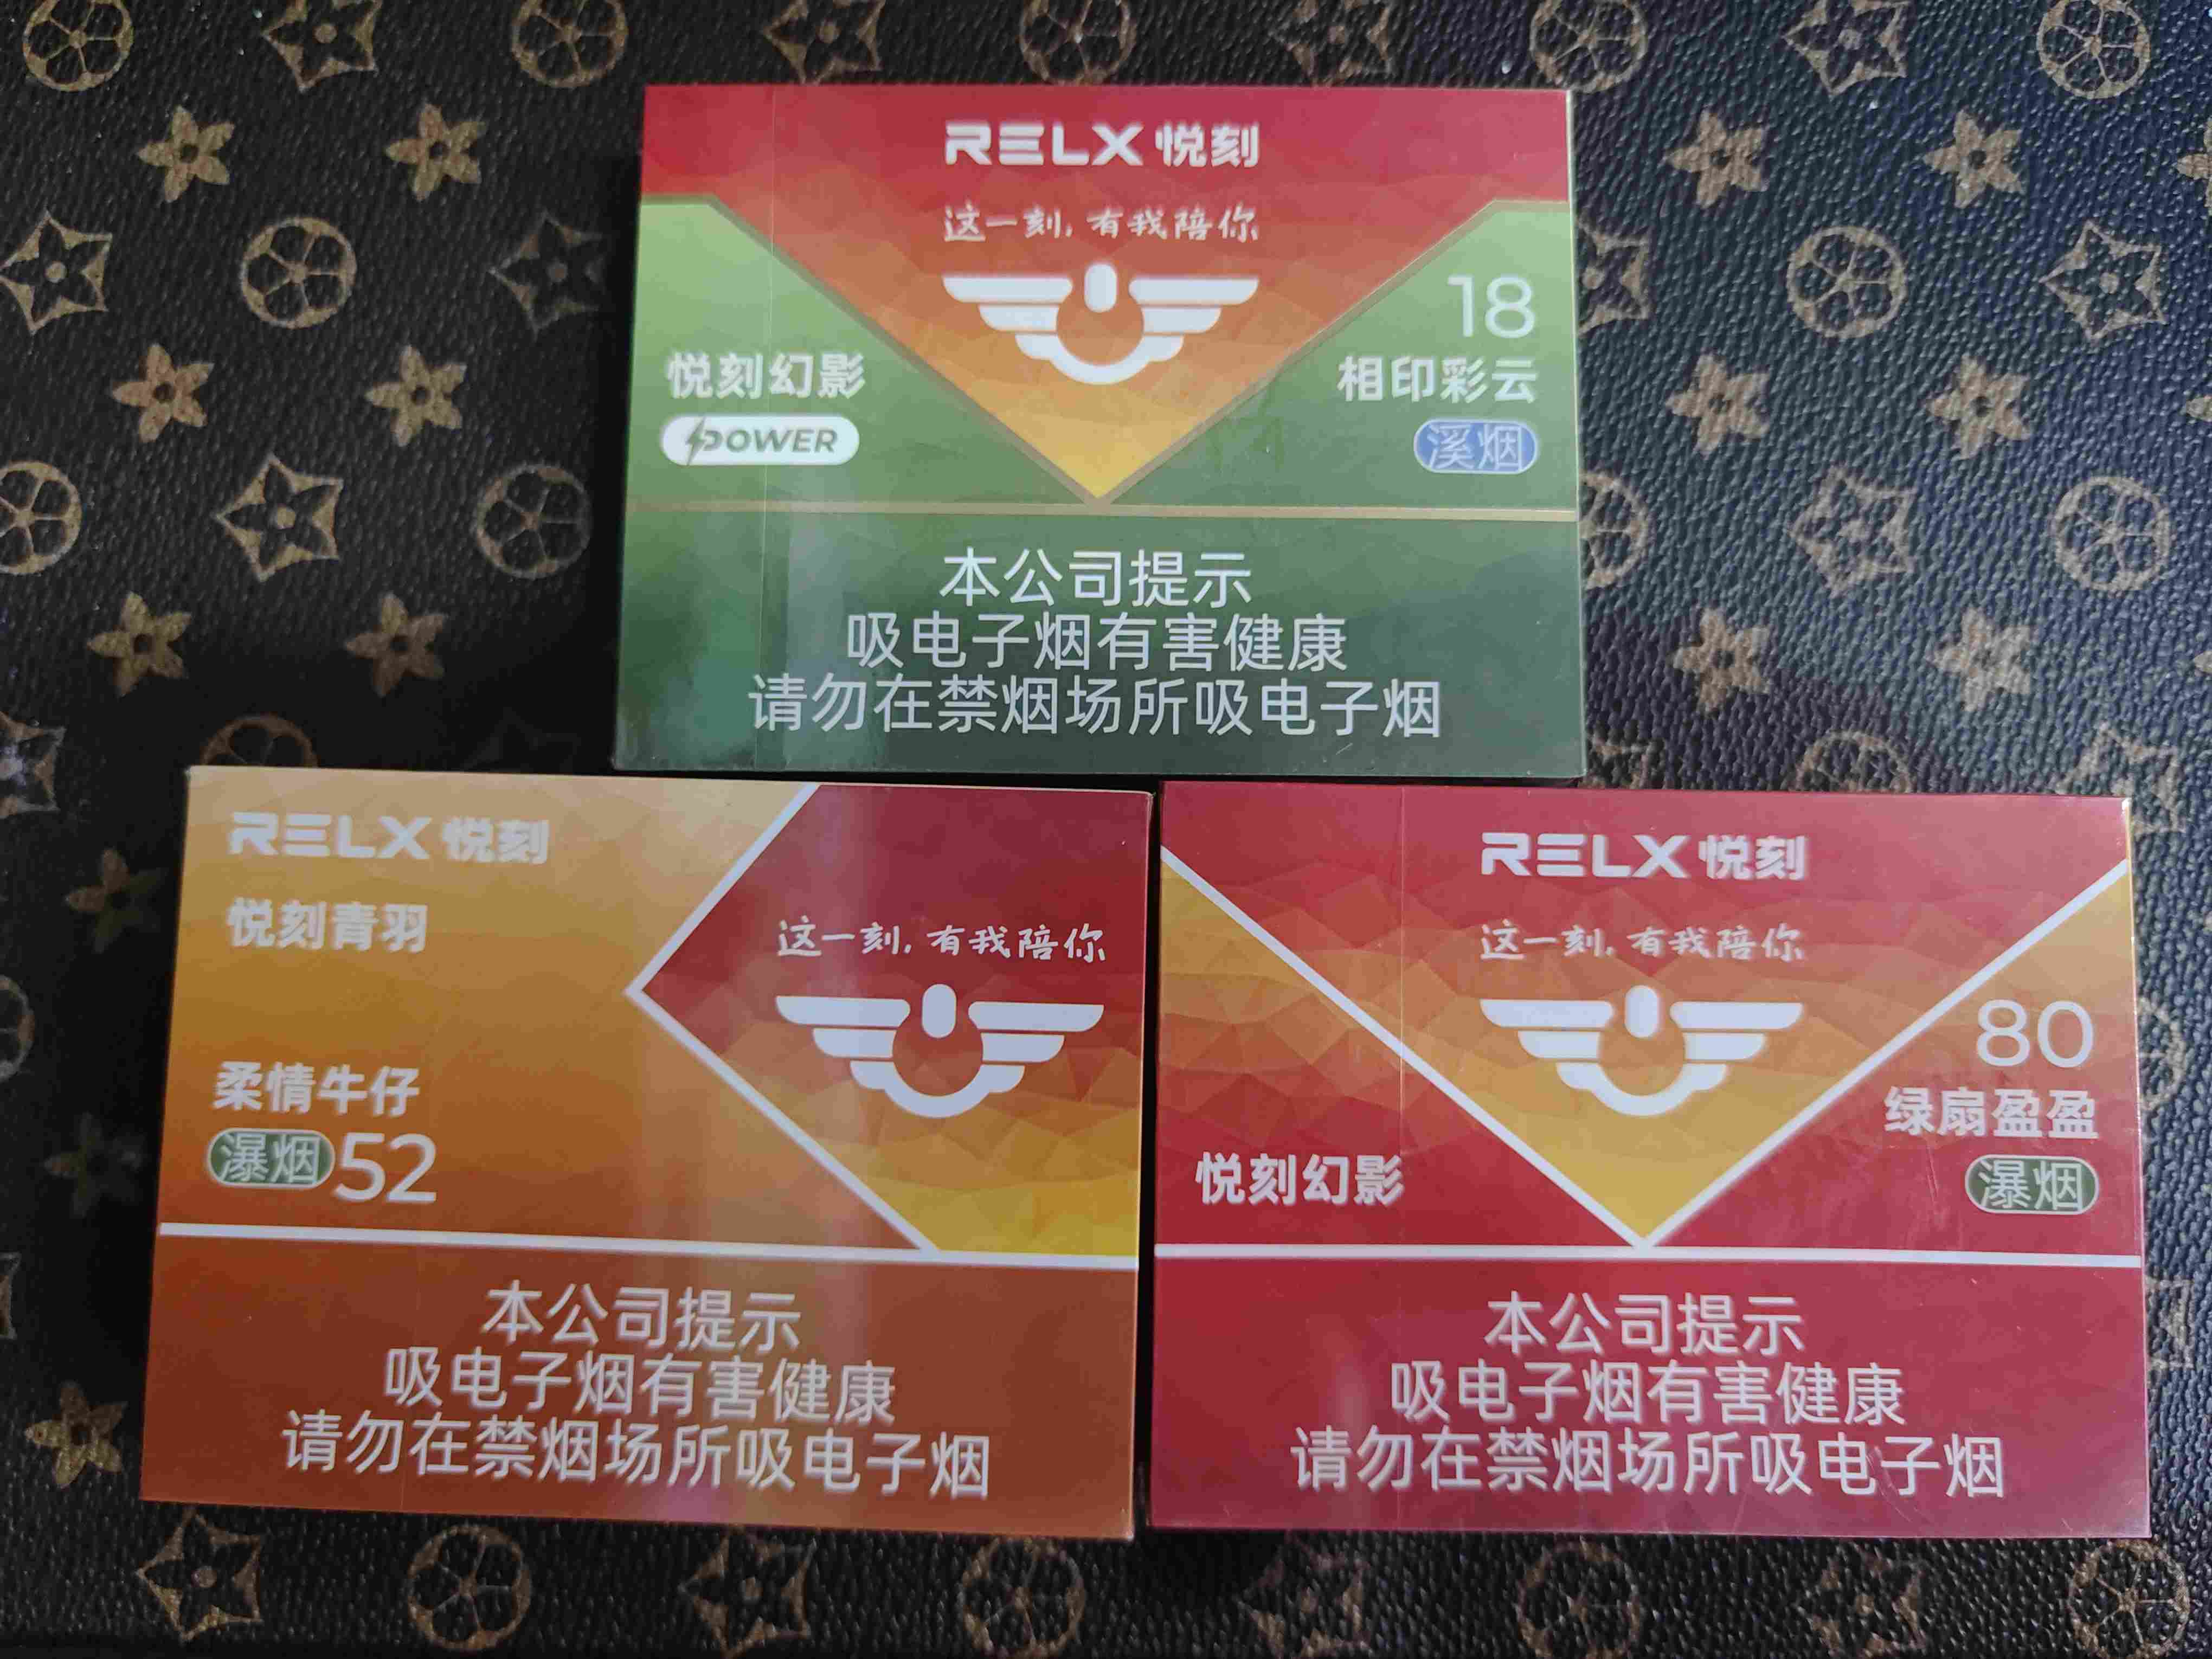 RELX 悦刻
这一刻, 有我陪你
悦刻幻影
POWER
18
相印彩云
溪烟
本公司提示
吸电子烟有害健康
请勿在禁烟场所吸电子烟
RELX 悦刻
悦刻青羽
这一刻, 有我陪你
柔情牛仔
瀑烟 52
本公司提示
吸电子烟有害健康
请勿在禁烟场所吸电子烟
RELX 悦刻
这一刻, 有我陪你
80
绿扇盈盈
悦刻幻影
瀑烟
本公司提示
吸电子烟有害健康
请勿在禁烟场所吸电子烟